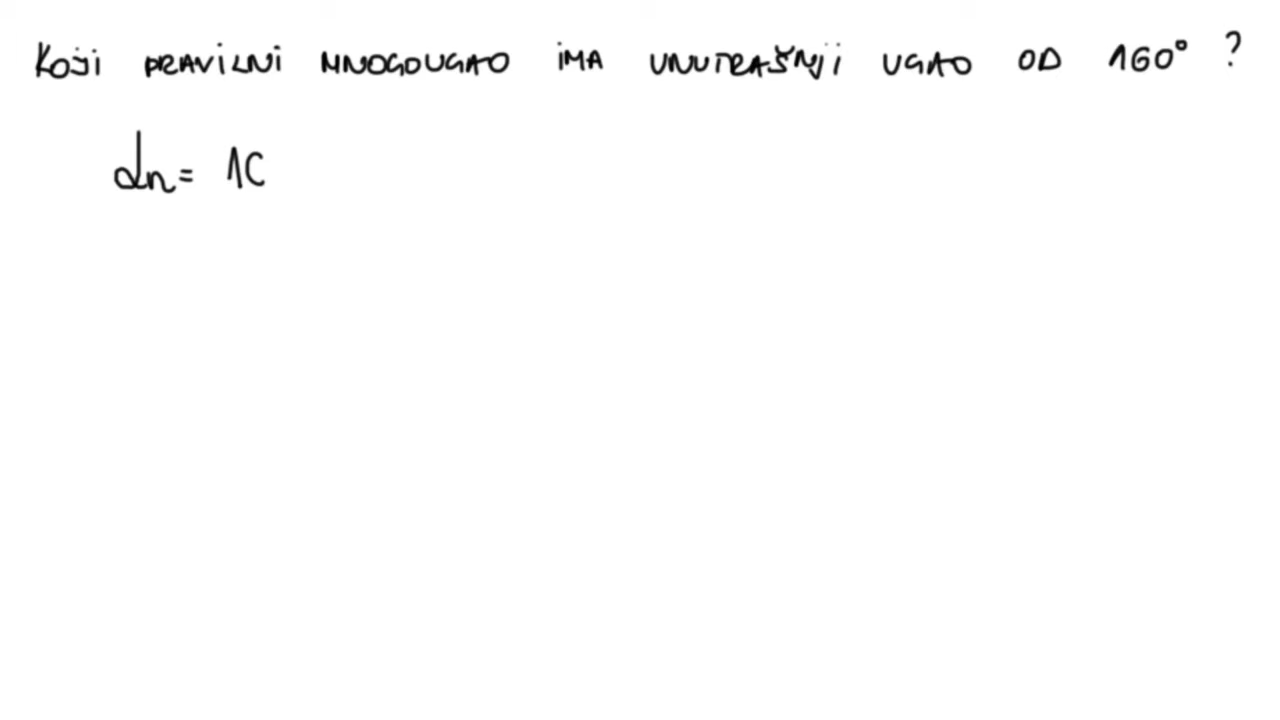 Koji PRAVILNi MNOGOUGAO iMA UNUTRAŠNji UGAO OD 160° ?
αn = 1C